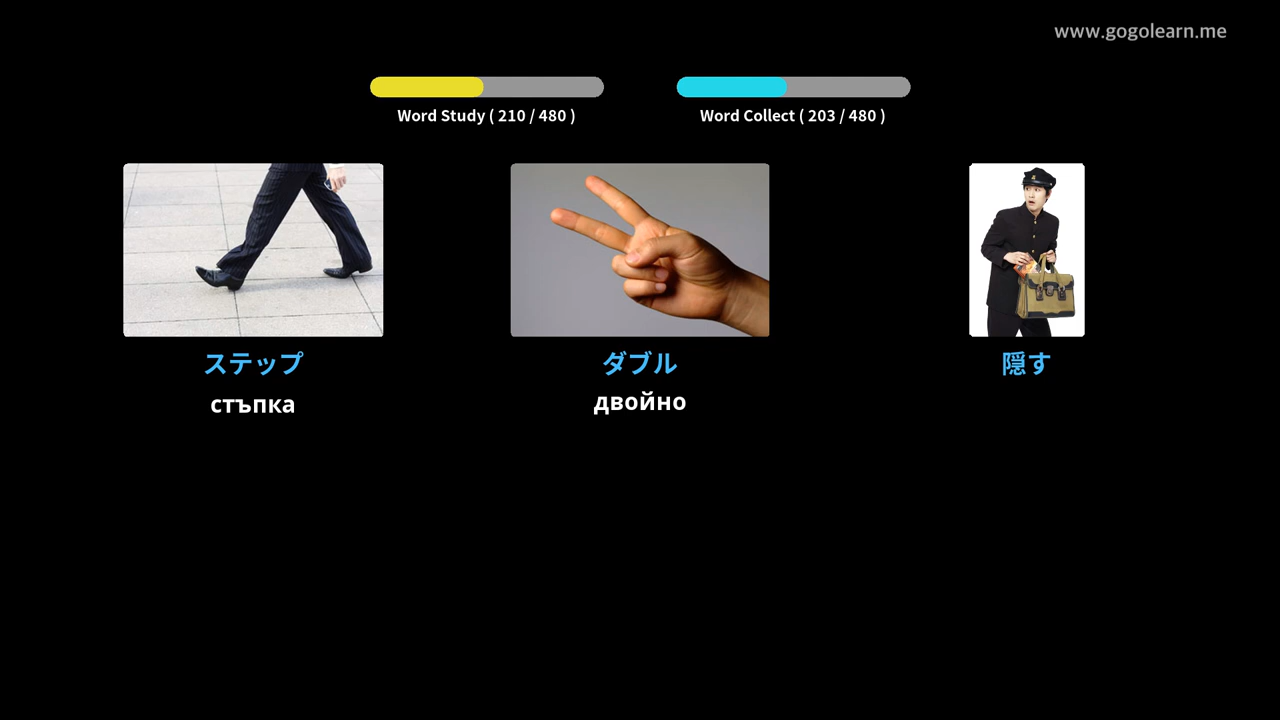 www.gogolearn.me
Word Study ( 210 / 480 )
Word Collect ( 203 / 480 )
ステップ
стъпка
ダブル
двойно
隠す